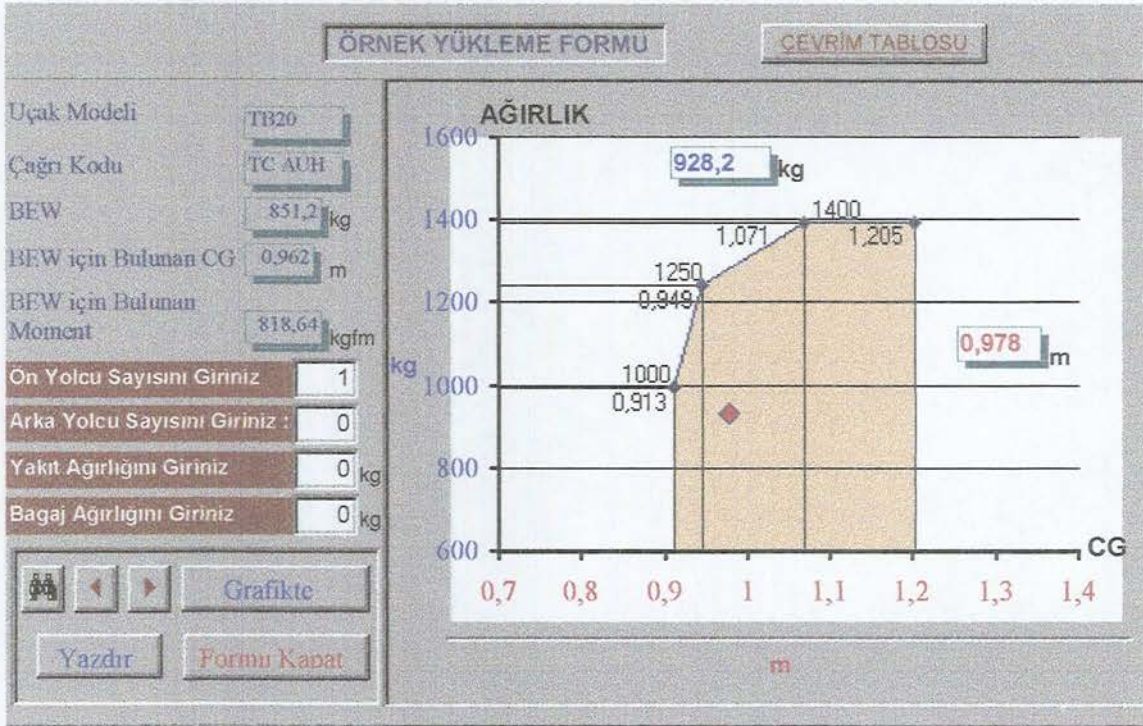 ÖRNEK YÜKLEME FORMU
ÇEVRİM TABLOSU
Uçak Modeli
TB20
Çağrı Kodu
TC AUH
BEW
851,2
kg
BEW için Bulunan CG
0,962
m
BEW için Bulunan
Moment
818,64
kgfm
Ön Yolcu Sayısını Giriniz
1
Arka Yolcu Sayısını Giriniz :
0
Yakıt Ağırlığını Giriniz
0
kg
Bagaj Ağırlığını Giriniz
0
kg
Grafikte
Yazdır
Formu Kapat
AĞIRLIK
1600
928,2
kg
1400
1400
1,071
1,205
1250
0,949
1200
0,978
m
kg
1000
1000
0,913
800
600
CG
0,7
0,8
0,9
1
1,1
1,2
1,3
1,4
m